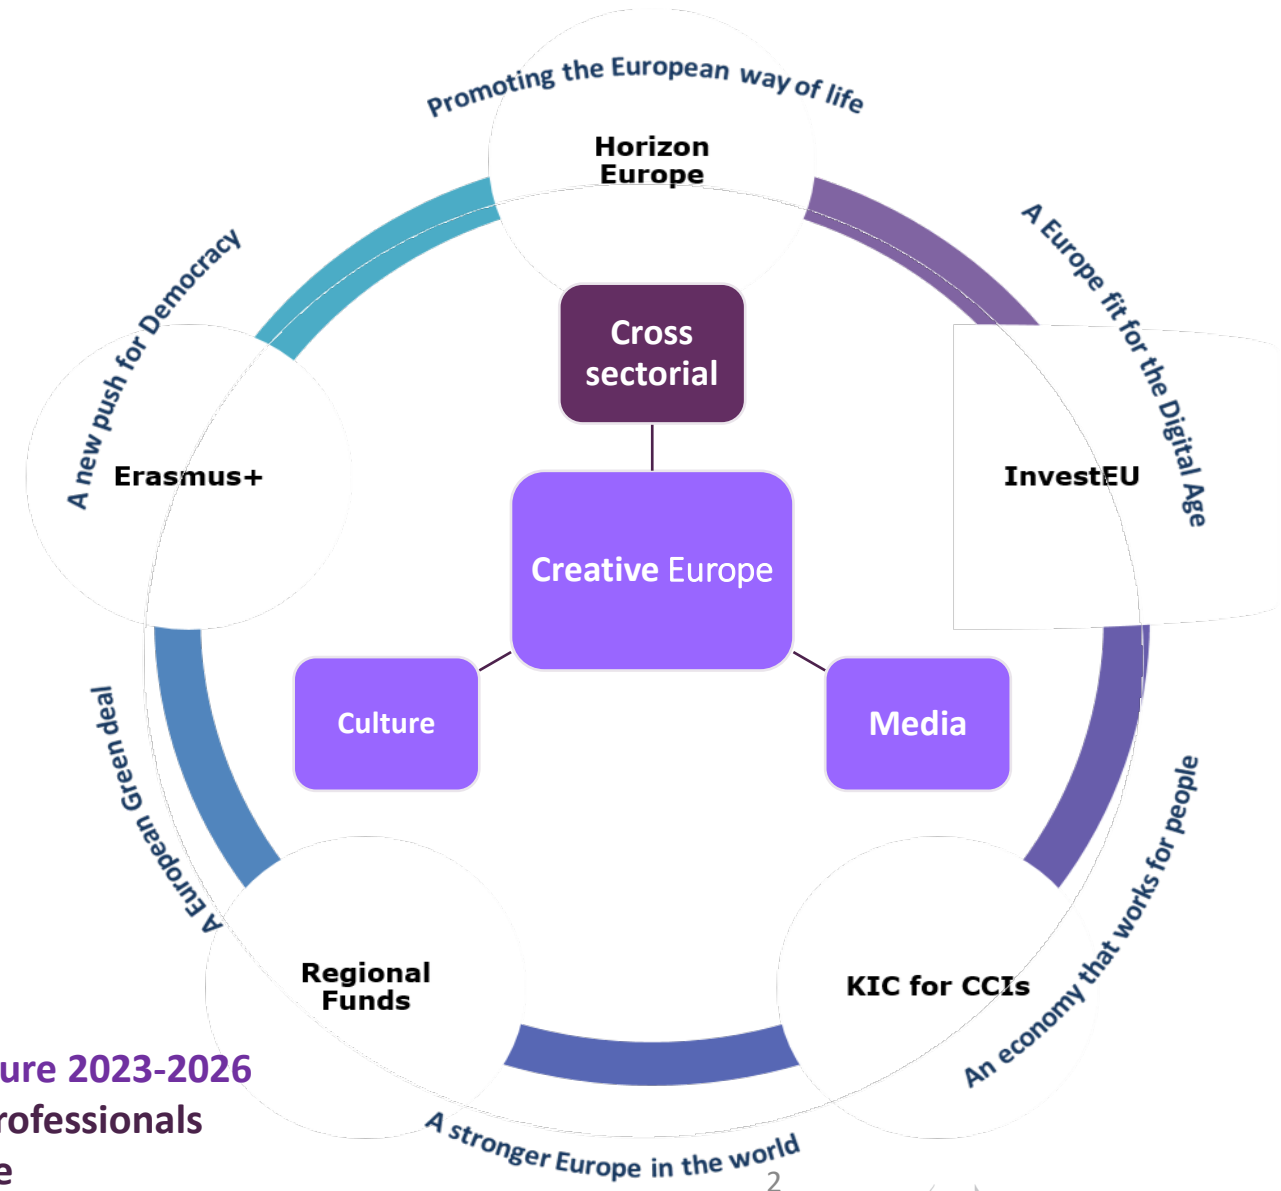 Promoting the European way of life
Horizon
Europe
A Europe fit for the Digital Age
A new push for Democracy
Cross
sectorial
Erasmus+
InvestEU
Creative Europe
Culture
Media
A European Green deal
An economy that works for people
Regional
Funds
KIC for CCIs
ure 2023-2026
rofessionals
e
A stronger Europe in the world
2